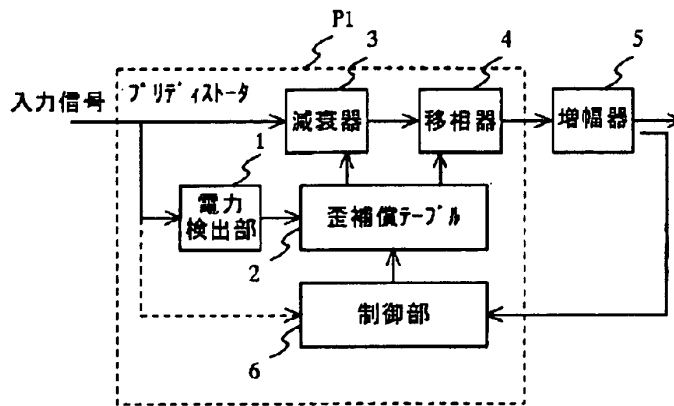 P1
3
4
5
入力信号
プリディストータ
減衰器
移相器
増幅器
1
電力
検出部
歪補償テーブル
2
制御部
6